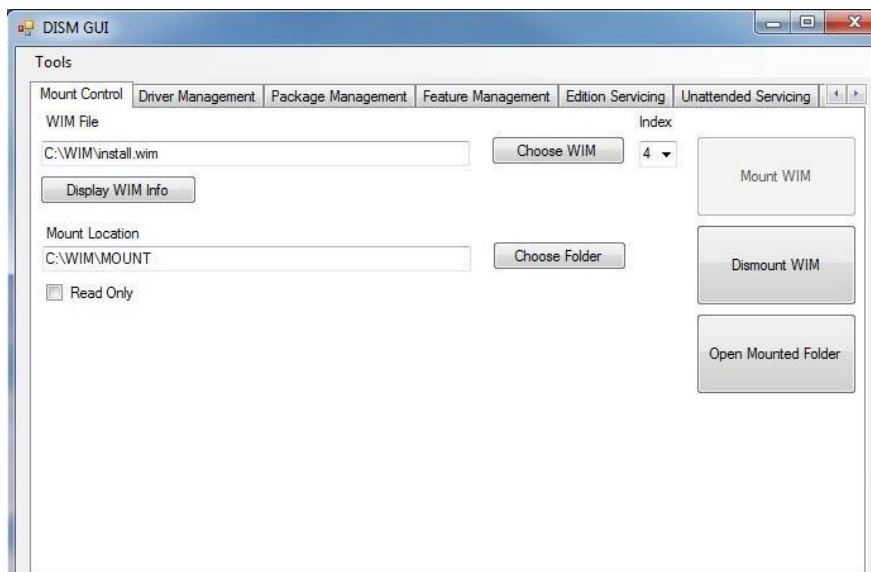 DISM GUI
Tools
Mount Control Driver Management Package Management Feature Management Edition Servicing Unattended Servicing
WIM File Index
C:\WIM\install.wim Choose WIM 4
Mount WIM
Display WIM Info
Mount Location
C:\WIM\MOUNT Choose Folder Dismount WIM
Read Only
Open Mounted Folder